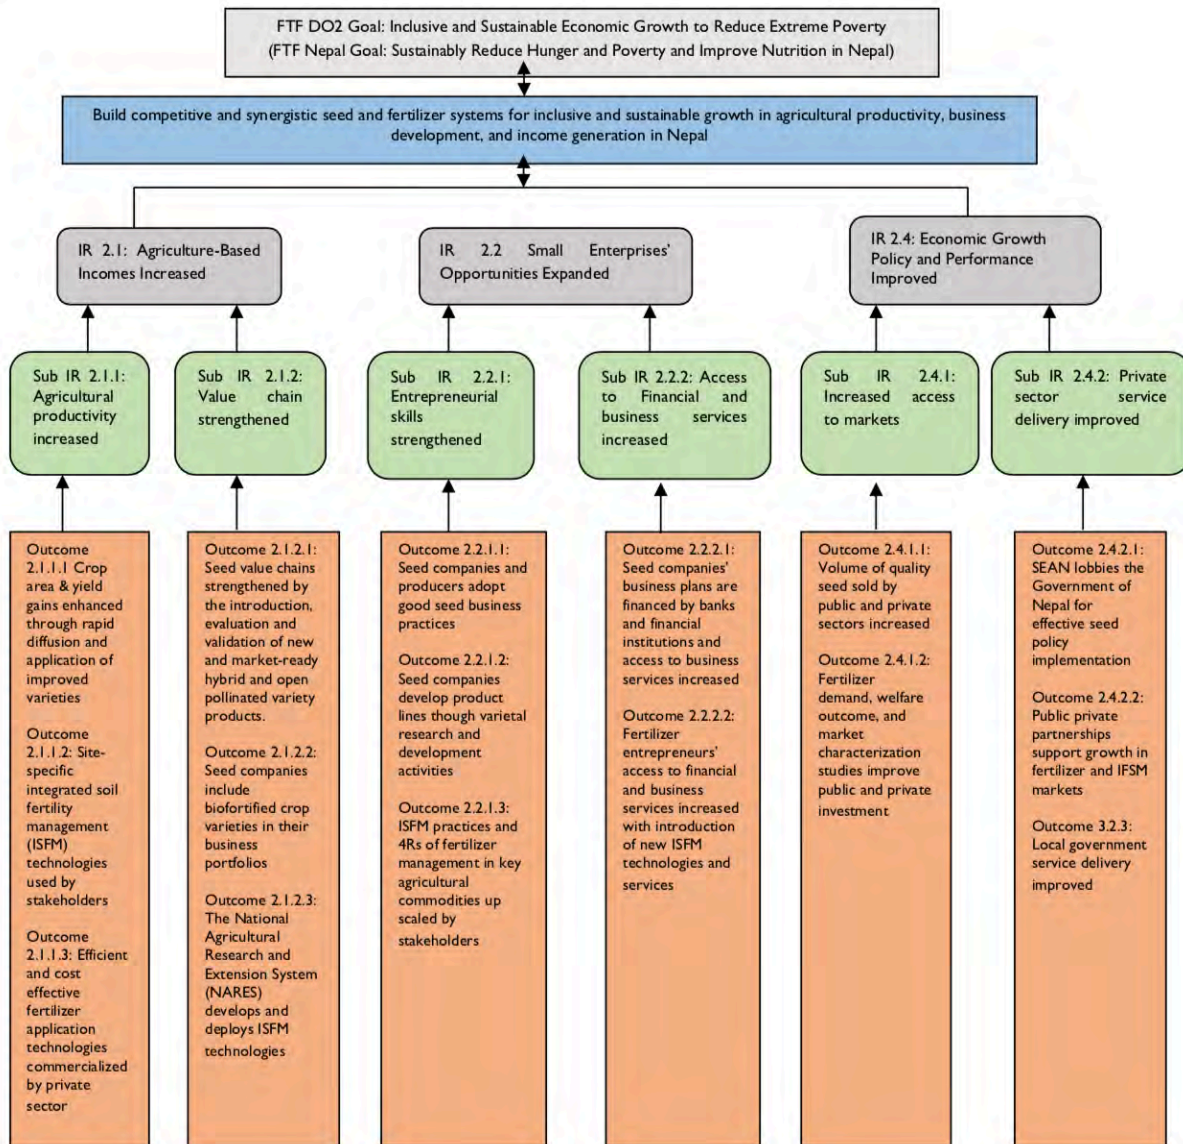 FTF DO2 Goal: Inclusive and Sustainable Economic Growth to Reduce Extreme Poverty
(FTF Nepal Goal: Sustainably Reduce Hunger and Poverty and Improve Nutrition in Nepal)
Build competitive and synergistic seed and fertilizer systems for inclusive and sustainable growth in agricultural productivity, business
development, and income generation in Nepal
IR 2.1: Agriculture-Based
Incomes Increased
IR 2.2 Small Enterprises'
Opportunities Expanded
IR 2.4: Economic Growth
Policy and Performance
Improved
Sub IR 2.1.1:
Agricultural
productivity
increased
Sub IR 2.1.2:
Value chain
strengthened
Sub IR 2.2.1:
Entrepreneurial
skills
strengthened
Sub IR 2.2.2: Access
to Financial and
business services
increased
Sub IR 2.4.1:
Increased access
to markets
Sub IR 2.4.2: Private
sector service
delivery improved
Outcome
2.1.1.1 Crop
area & yield
gains enhanced
through rapid
diffusion and
application of
improved
varieties
Outcome
2.1.1.2: Site-
specific
integrated soil
fertility
management
(ISFM)
technologies
used by
stakeholders
Outcome
2.1.1.3: Efficient
and cost
effective
fertilizer
application
technologies
commercialized
by private
sector
Outcome 2.1.2.1:
Seed value chains
strengthened by
the introduction,
evaluation and
validation of new
and market-ready
hybrid and open
pollinated variety
products.
Outcome 2.1.2.2:
Seed companies
include
biofortified crop
varieties in their
business
portfolios
Outcome 2.1.2.3:
The National
Agricultural
Research and
Extension System
(NARES)
develops and
deploys ISFM
technologies
Outcome 2.2.1.1:
Seed companies and
producers adopt
good seed business
practices
Outcome 2.2.1.2:
Seed companies
develop product
lines though varietal
research and
development
activities
Outcome 2.2.1.3:
ISFM practices and
4Rs of fertilizer
management in key
agricultural
commodities up
scaled by
stakeholders
Outcome 2.2.2.1:
Seed companies'
business plans are
financed by banks
and financial
institutions and
access to business
services increased
Outcome 2.2.2.2:
Fertilizer
entrepreneurs'
access to financial
and business
services increased
with introduction
of new ISFM
technologies and
services
Outcome 2.4.1.1:
Volume of quality
seed sold by
public and private
sectors increased
Outcome 2.4.1.2:
Fertilizer
demand, welfare
outcome, and
market
characterization
studies improve
public and private
investment
Outcome 2.4.2.1:
SEAN lobbies the
Government of
Nepal for
effective seed
policy
implementation
Outcome 2.4.2.2:
Public private
partnerships
support growth in
fertilizer and IFSM
markets
Outcome 3.2.3:
Local government
service delivery
improved